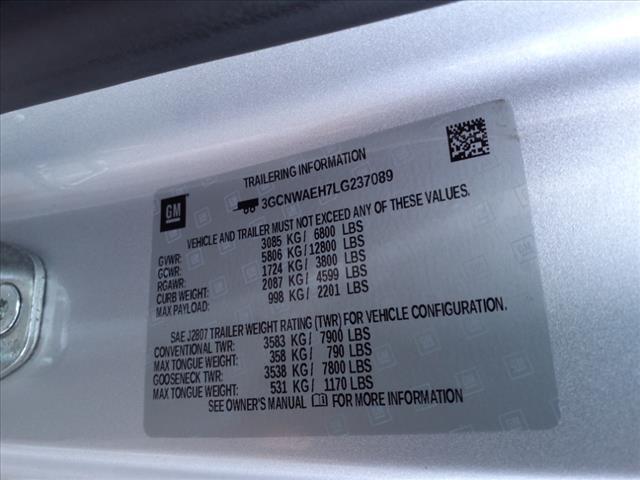 TRAILERING INFORMATION
3GCNWAEH7LG237089
GM
VEHICLE AND TRAILER MUST NOT EXCEED ANY OF THESE VALUES.
GVWR: 3085 KG/ 6800 LBS
GCWR: 5806 KG/12800 LBS
RGAWR: 1724 KG/ 3800 LBS
CURB WEIGHT: 2087 KG/ 4599 LBS
MAX PAYLOAD: 998 KG/ 2201 LBS
SAE J2807 TRAILER WEIGHT RATING (TWR) FOR VEHICLE CONFIGURATION.
CONVENTIONAL TWR: 3583 KG/ 7900 LBS
MAX TONGUE WEIGHT: 358 KG/ 790 LBS
GOOSENECK TWR: 3538 KG/ 7800 LBS
MAX TONGUE WEIGHT: 531 KG/ 1170 LBS
SEE OWNER'S MANUAL FOR MORE INFORMATION